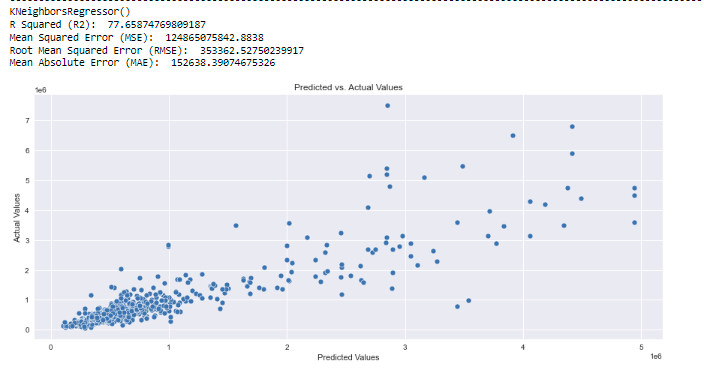 KNeighborsRegressor()
R Squared (R2):  77.65874769809187
Mean Squared Error (MSE):  124865075842.8838
Root Mean Squared Error (RMSE):  353362.52750239917
Mean Absolute Error (MAE):  152638.39074675326
Predicted vs. Actual Values
1e6
7
6
5
4
3
2
1
0
Actual Values
0 1 2 3 4 5
Predicted Values
1e6